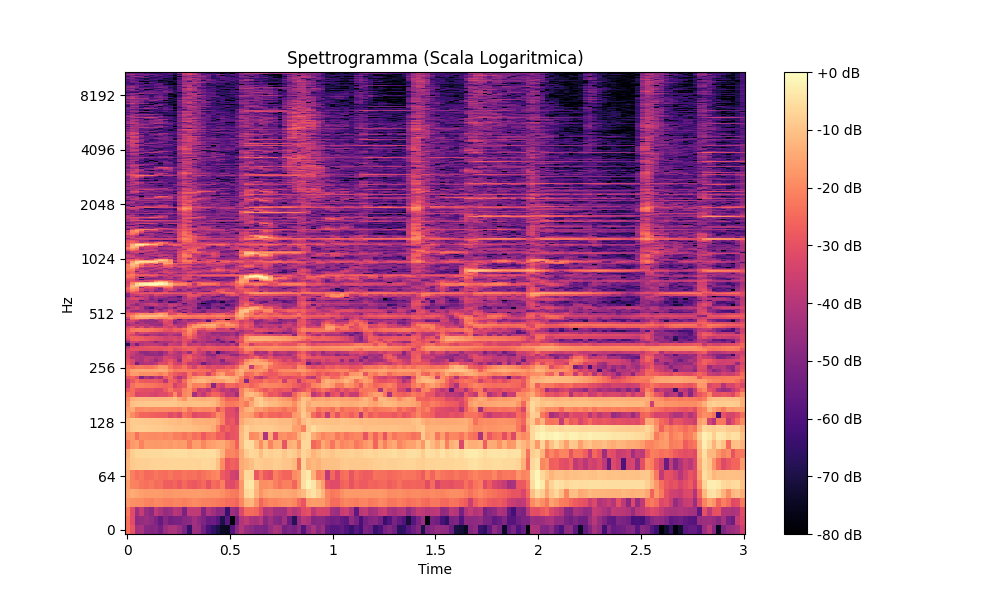 Spettrogramma (Scala Logaritmica)
Hz
8192
4096
2048
1024
512
256
128
64
0
0
0.5
1
1.5
2
2.5
3
Time
+0 dB
-10 dB
-20 dB
-30 dB
-40 dB
-50 dB
-60 dB
-70 dB
-80 dB